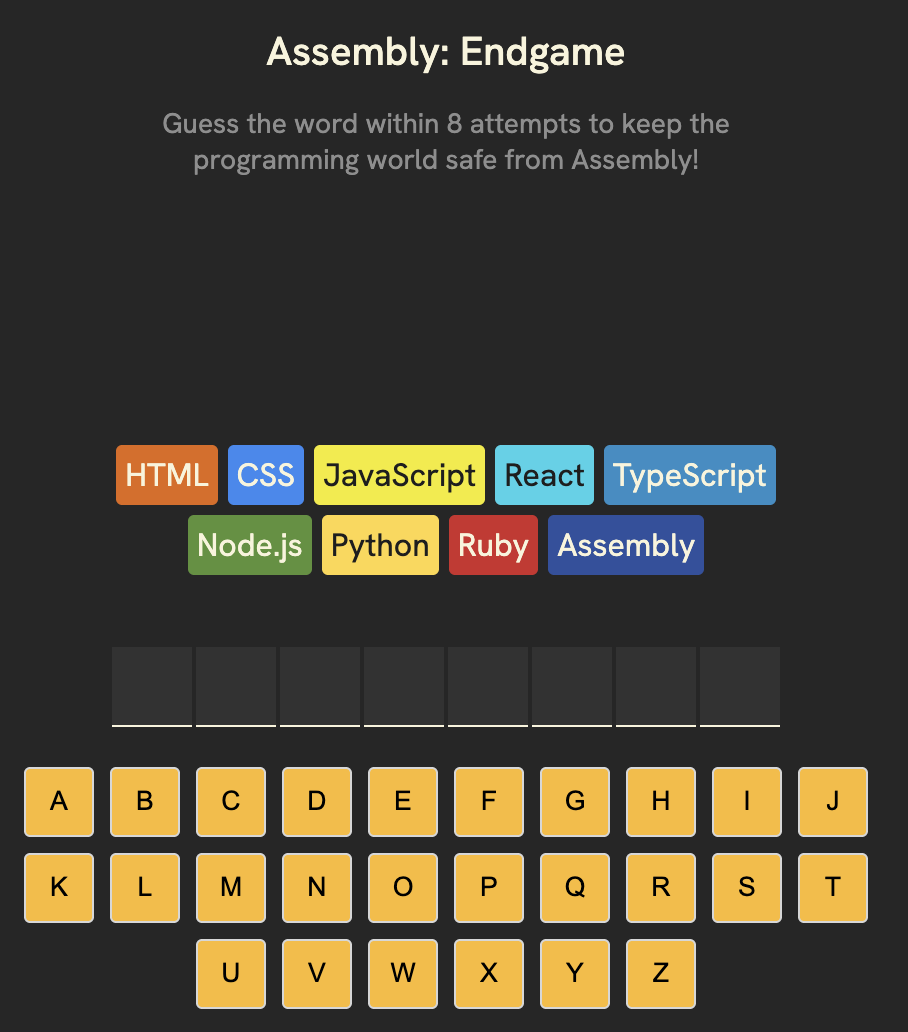 Assembly: Endgame
Guess the word within 8 attempts to keep the
programming world safe from Assembly!
HTML CSS JavaScript React TypeScript
Node.js Python Ruby Assembly
A B C D E F G H I J
K L M N O P Q R S T
U V W X Y Z